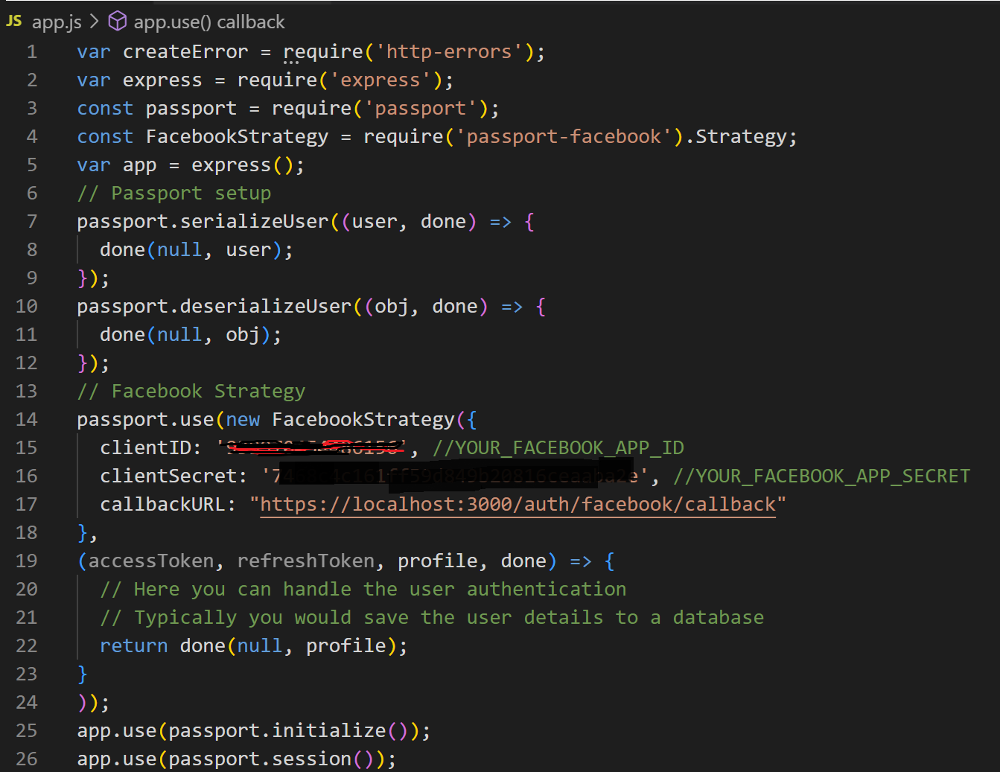 JS app.js > app.use() callback
1 var createError = require('http-errors');
2 var express = require('express');
3 const passport = require('passport');
4 const FacebookStrategy = require('passport-facebook').Strategy;
5 var app = express();
6 // Passport setup
7 passport.serializeUser((user, done) => {
8 done(null, user);
9 });
10 passport.deserializeUser((obj, done) => {
11 done(null, obj);
12 });
13 // Facebook Strategy
14 passport.use(new FacebookStrategy({
15 clientID: ' ', //YOUR_FACEBOOK_APP_ID
16 clientSecret: ' ', //YOUR_FACEBOOK_APP_SECRET
17 callbackURL: "https://localhost:3000/auth/facebook/callback"
18 },
19 (accessToken, refreshToken, profile, done) => {
20 // Here you can handle the user authentication
21 // Typically you would save the user details to a database
22 return done(null, profile);
23 }
24 ));
25 app.use(passport.initialize());
26 app.use(passport.session());